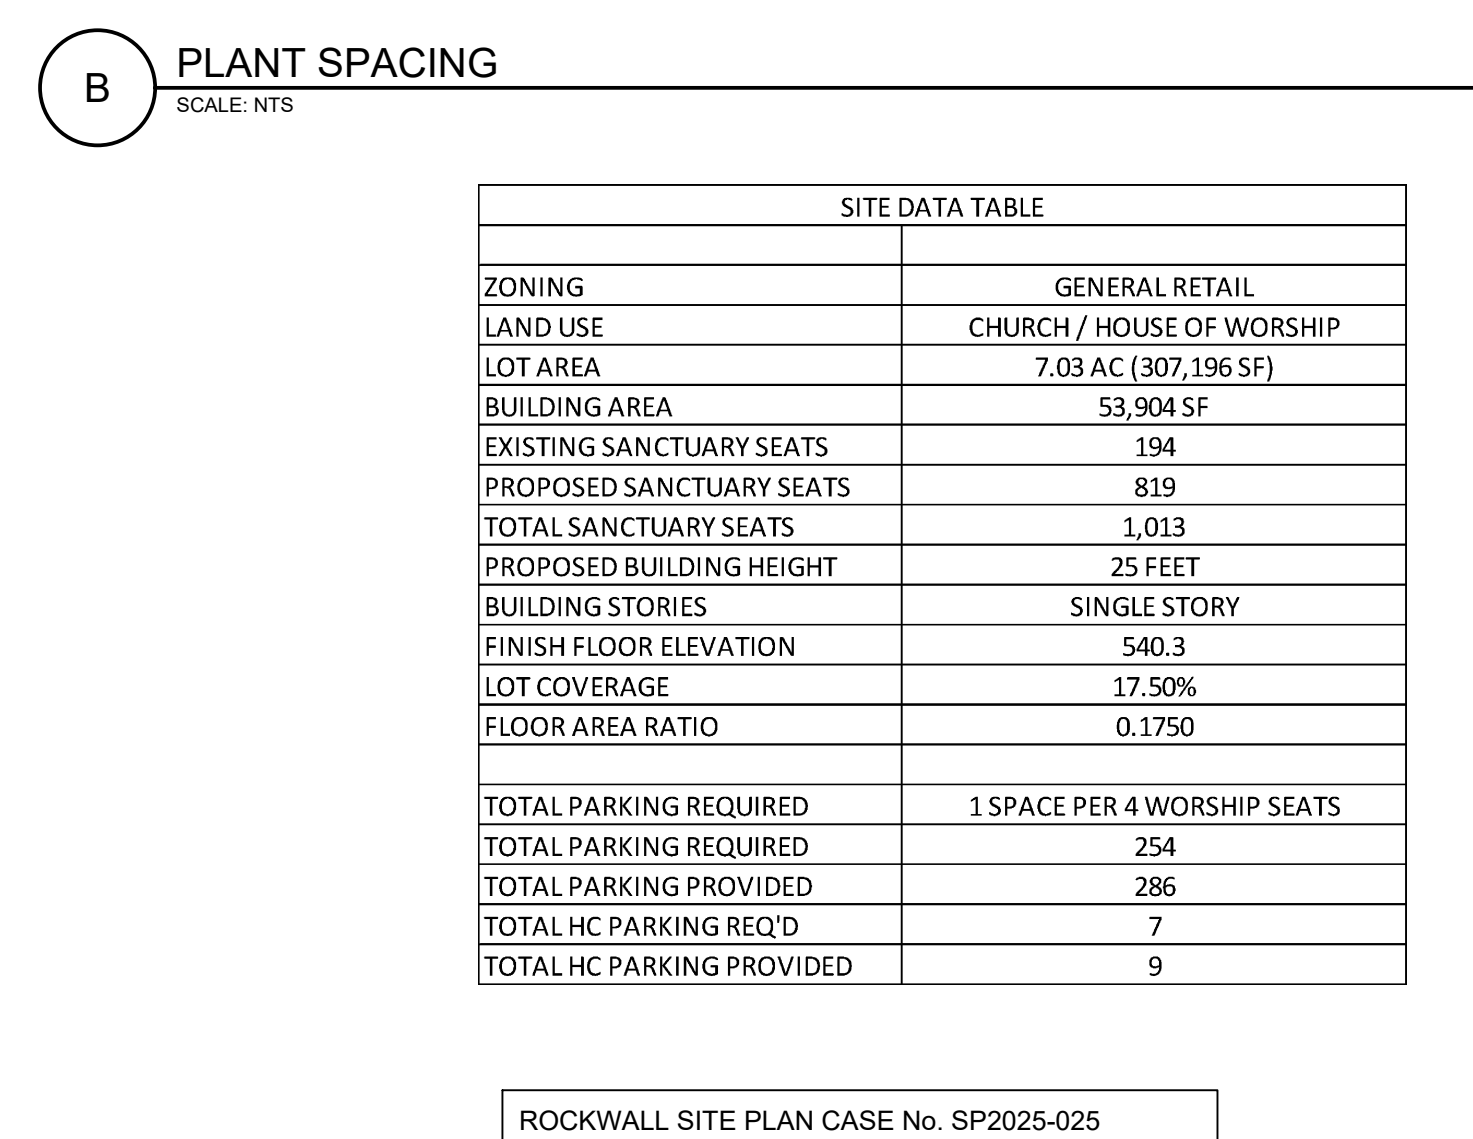 B
PLANT SPACING
SCALE: NTS
SITE DATA TABLE
ZONING GENERAL RETAIL
LAND USE CHURCH / HOUSE OF WORSHIP
LOT AREA 7.03 AC (307,196 SF)
BUILDING AREA 53,904 SF
EXISTING SANCTUARY SEATS 194
PROPOSED SANCTUARY SEATS 819
TOTAL SANCTUARY SEATS 1,013
PROPOSED BUILDING HEIGHT 25 FEET
BUILDING STORIES SINGLE STORY
FINISH FLOOR ELEVATION 540.3
LOT COVERAGE 17.50%
FLOOR AREA RATIO 0.1750
TOTAL PARKING REQUIRED 1 SPACE PER 4 WORSHIP SEATS
TOTAL PARKING REQUIRED 254
TOTAL PARKING PROVIDED 286
TOTAL HC PARKING REQ'D 7
TOTAL HC PARKING PROVIDED 9
ROCKWALL SITE PLAN CASE No. SP2025-025